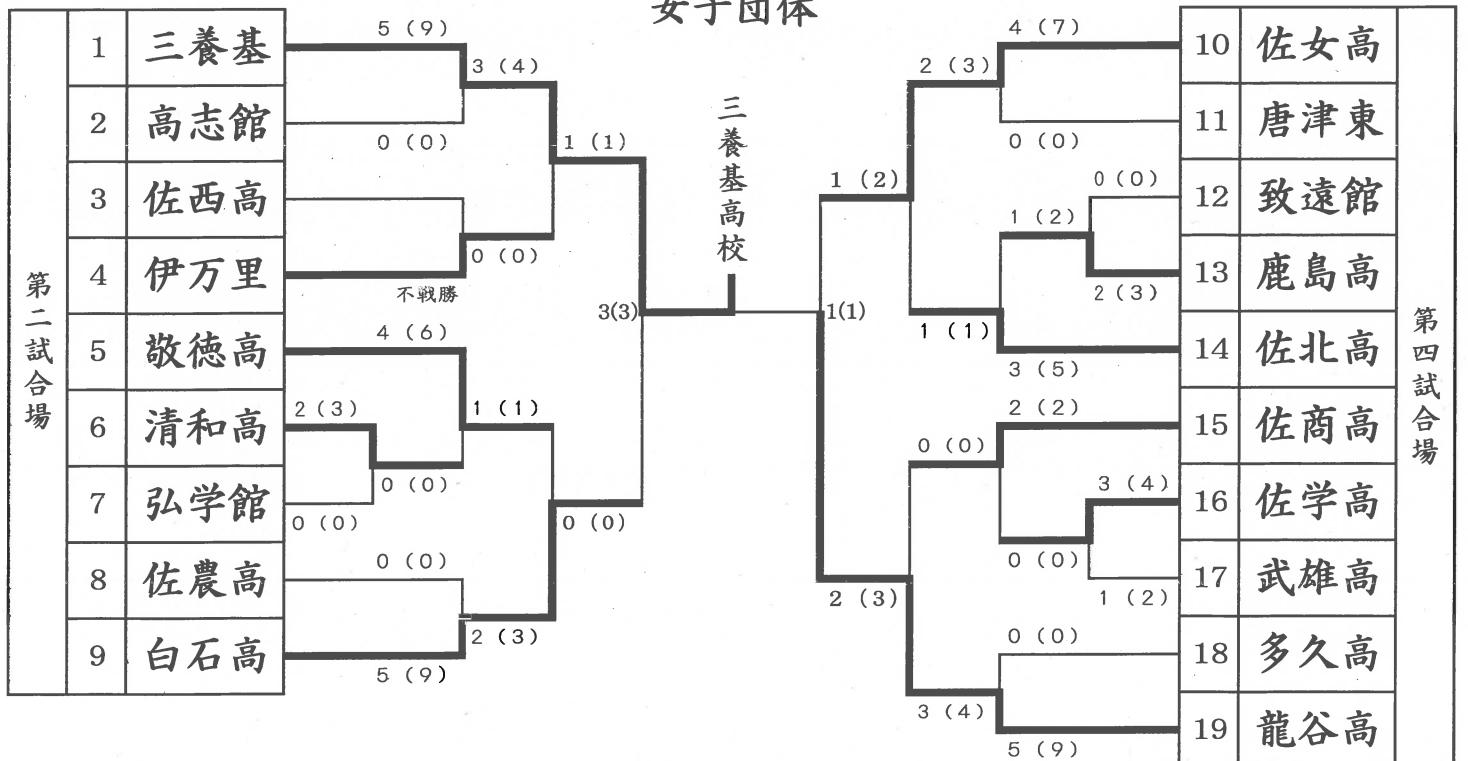 女子団体
第二試合場
1 三養基
2 高志館
3 佐西高
4 伊万里
5 敬徳高
6 清和高
7 弘学館
8 佐農高
9 白石高
5 (9)
0 (0)
不戦勝
4 (6)
2 (3)
0 (0)
0 (0)
5 (9)
3 (4)
0 (0)
1 (1)
0 (0)
2 (3)
1 (1)
0 (0)
3(3)
三養基高校
1(1)
1 (2)
2 (3)
2 (3)
1 (1)
0 (0)
3 (4)
4 (7)
0 (0)
1 (2)
3 (5)
2 (2)
0 (0)
0 (0)
5 (9)
0 (0)
2 (3)
3 (4)
1 (2)
10 佐女高
11 唐津東
12 致遠館
13 鹿島高
14 佐北高
15 佐商高
16 佐学高
17 武雄高
18 多久高
19 龍谷高
第四試合場